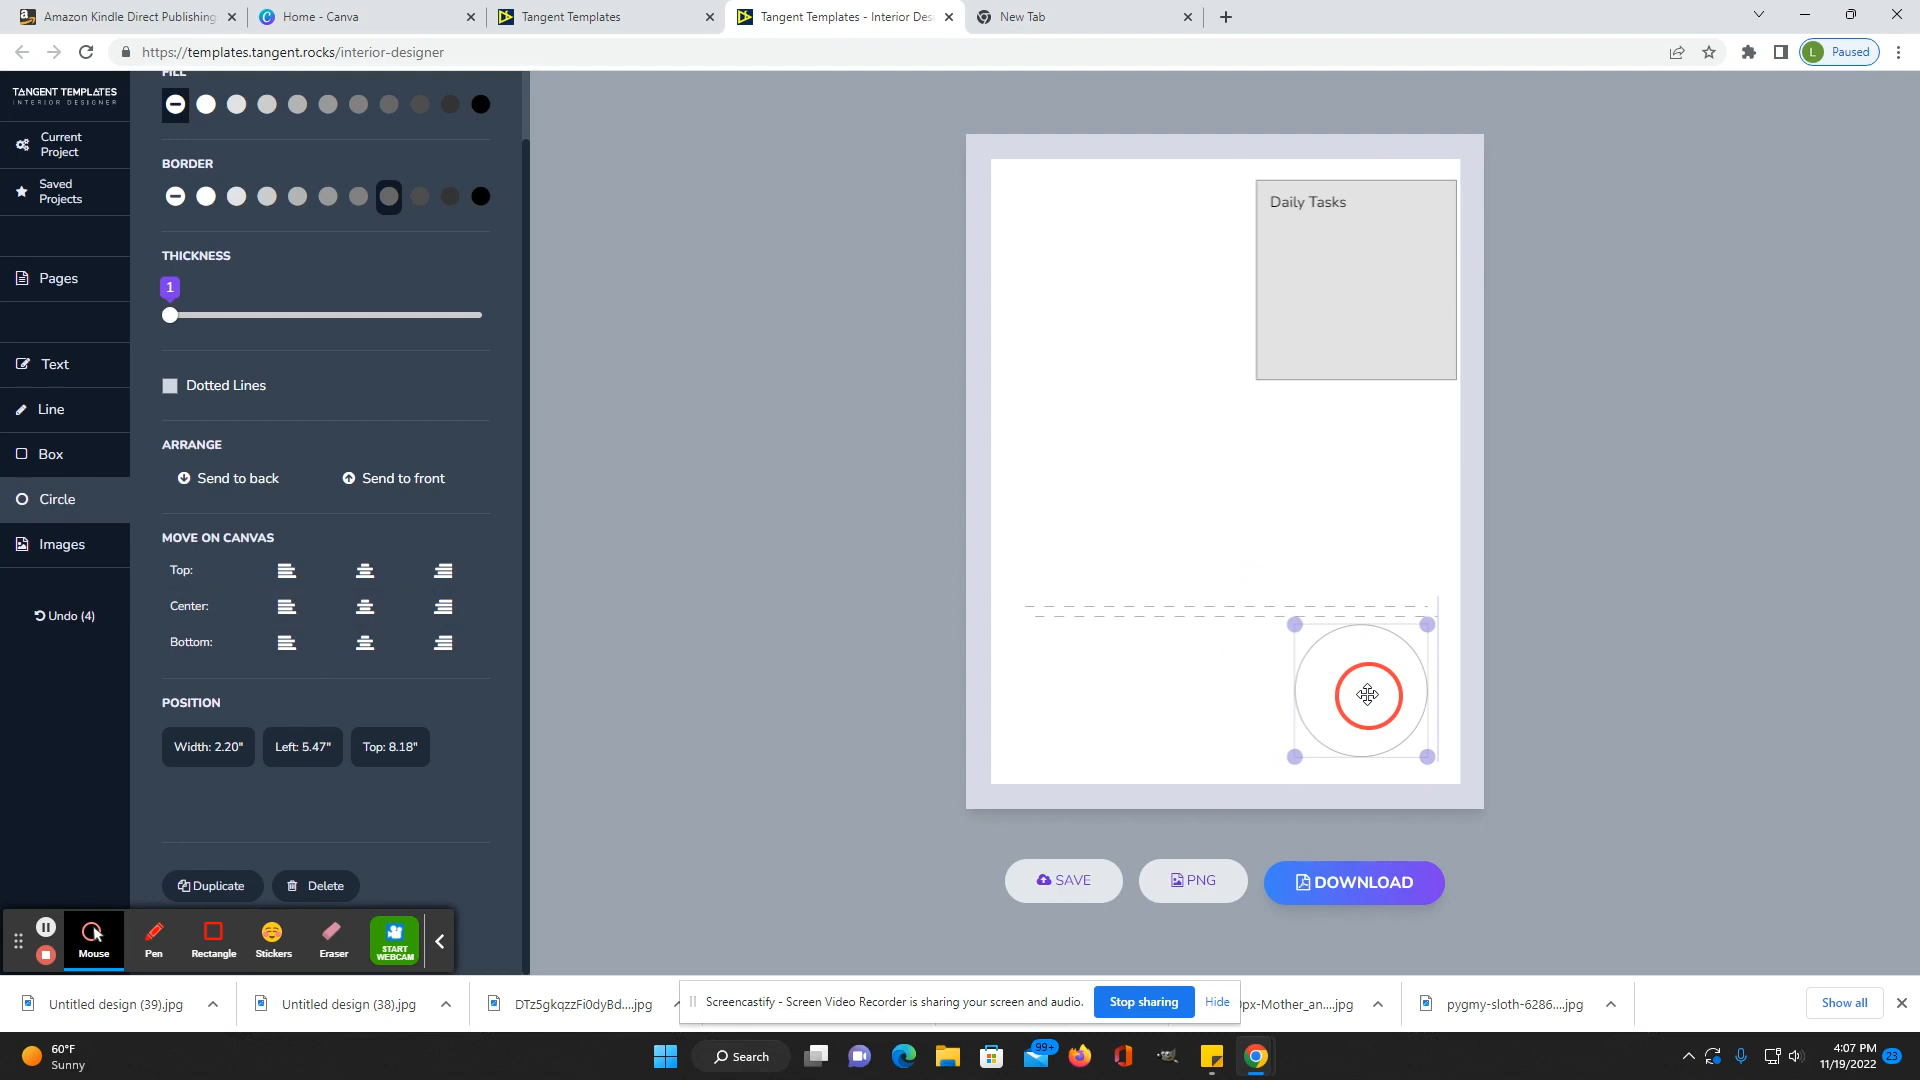 Amazon Kindle Direct Publishing
Home - Canva
Tangent Templates
Tangent Templates - Interior Des
New Tab
https://templates.tangent.rocks/interior-designer
L Paused
TANGENT TEMPLATES
INTERIOR DESIGNER
Current
Project
Saved
Projects
Pages
Text
Line
Box
Circle
Images
Undo (4)
FILL
BORDER
THICKNESS
1
Dotted Lines
ARRANGE
Send to back
Send to front
MOVE ON CANVAS
Top:
Center:
Bottom:
POSITION
Width: 2.20"
Left: 5.47"
Top: 8.18"
Duplicate
Delete
Daily Tasks
SAVE
PNG
DOWNLOAD
Mouse
Pen
Rectangle
Stickers
Eraser
START
WEBCAM
Untitled design (39).jpg
Untitled design (38).jpg
DTz5gkqzzFi0dyBd....jpg
Screencastify - Screen Video Recorder is sharing your screen and audio.
Stop sharing
Hide
px-Mother_an....jpg
pygmy-sloth-6286....jpg
Show all
60°F
Sunny
Search
99+
4:07 PM
11/19/2022
23